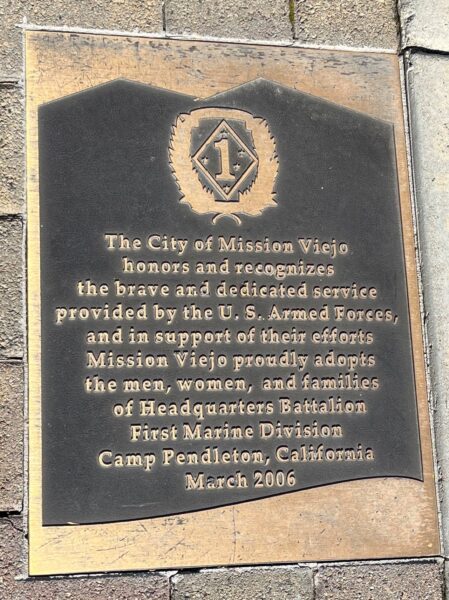 1
The City of Mission Viejo
honors and recognizes
the brave and dedicated service
provided by the U. S. Armed Forces,
and in support of their efforts
Mission Viejo proudly adopts
the men, women, and families
of Headquarters Battalion
First Marine Division
Camp Pendleton, California
March 2006